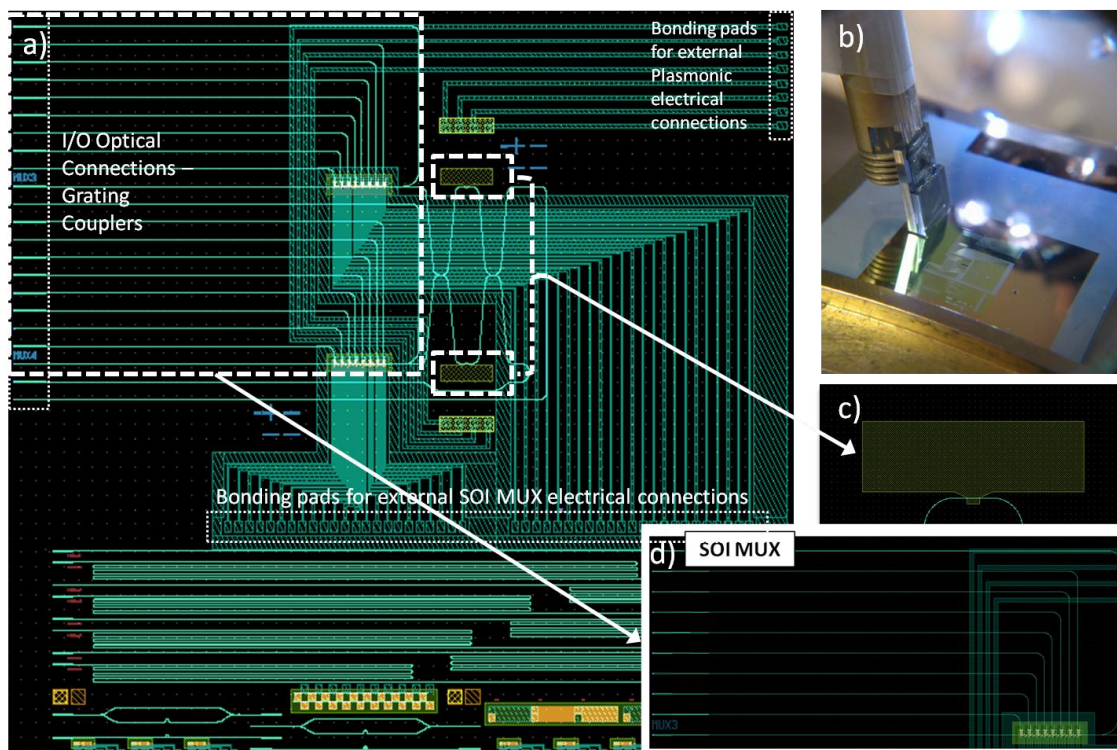 a)
Bonding pads
for external
Plasmonic
electrical
connections
b)
I/O Optical
Connections –
Grating
Couplers
MUX3
MUX4
c)
Bonding pads for external SOI MUX electrical connections
d)
SOI MUX
MUX3